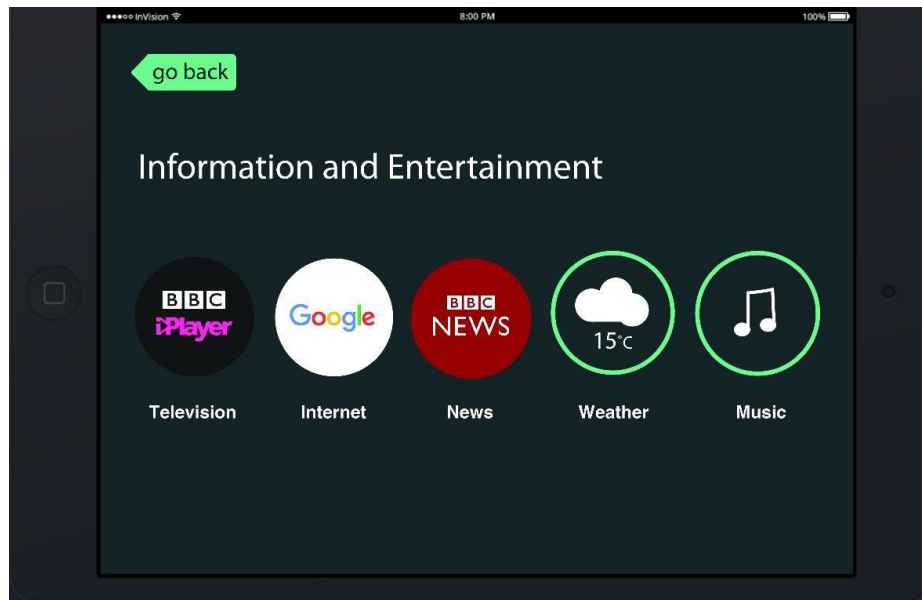 InVision
8:00 PM
100%
go back
Information and Entertainment
BBC
iPlayer
Google
BBC
NEWS
15°C
Television
Internet
News
Weather
Music